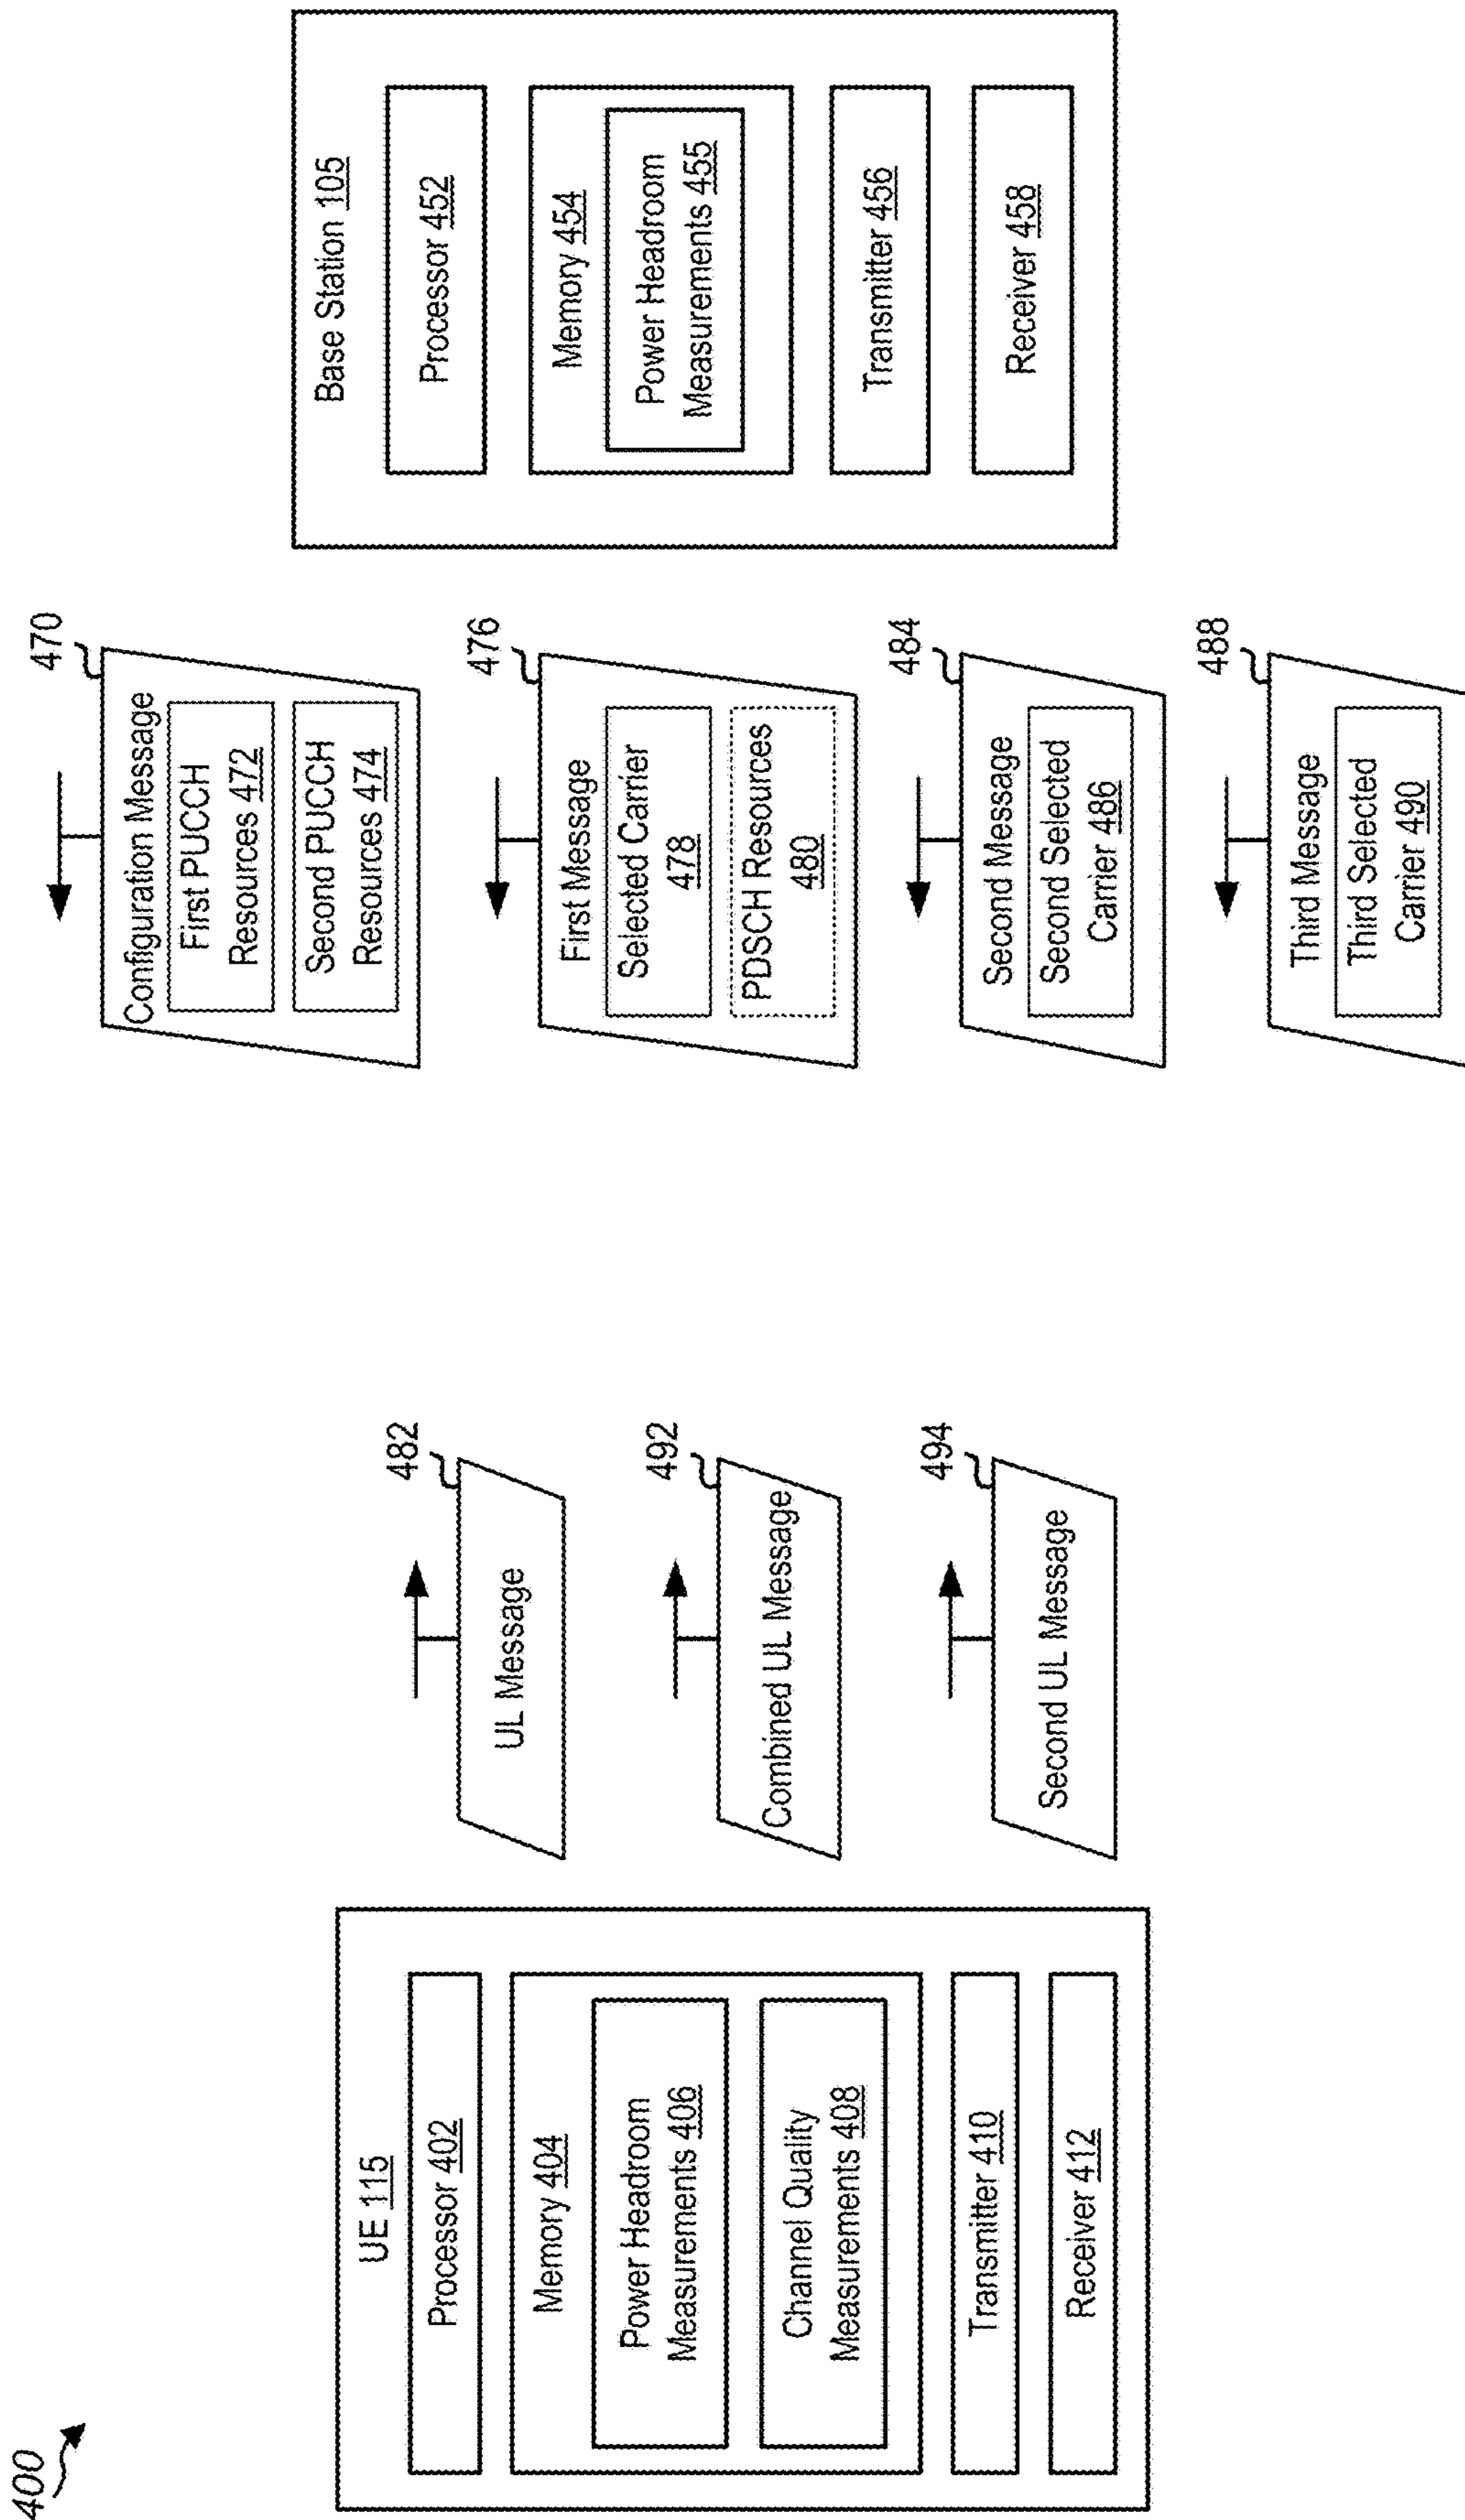 400
UE 115
Processor 402
Memory 404
Power Headroom
Measurements 406
Channel Quality
Measurements 408
Transmitter 410
Receiver 412
482
UL Message
492
Combined UL Message
494
Second UL Message
470
Configuration Message
First PUCCH
Resources 472
Second PUCCH
Resources 474
476
First Message
Selected Carrier
478
PDSCH Resources
480
484
Second Message
Second Selected
Carrier 486
488
Third Message
Third Selected
Carrier 490
Base Station 105
Processor 452
Memory 454
Power Headroom
Measurements 455
Transmitter 456
Receiver 458